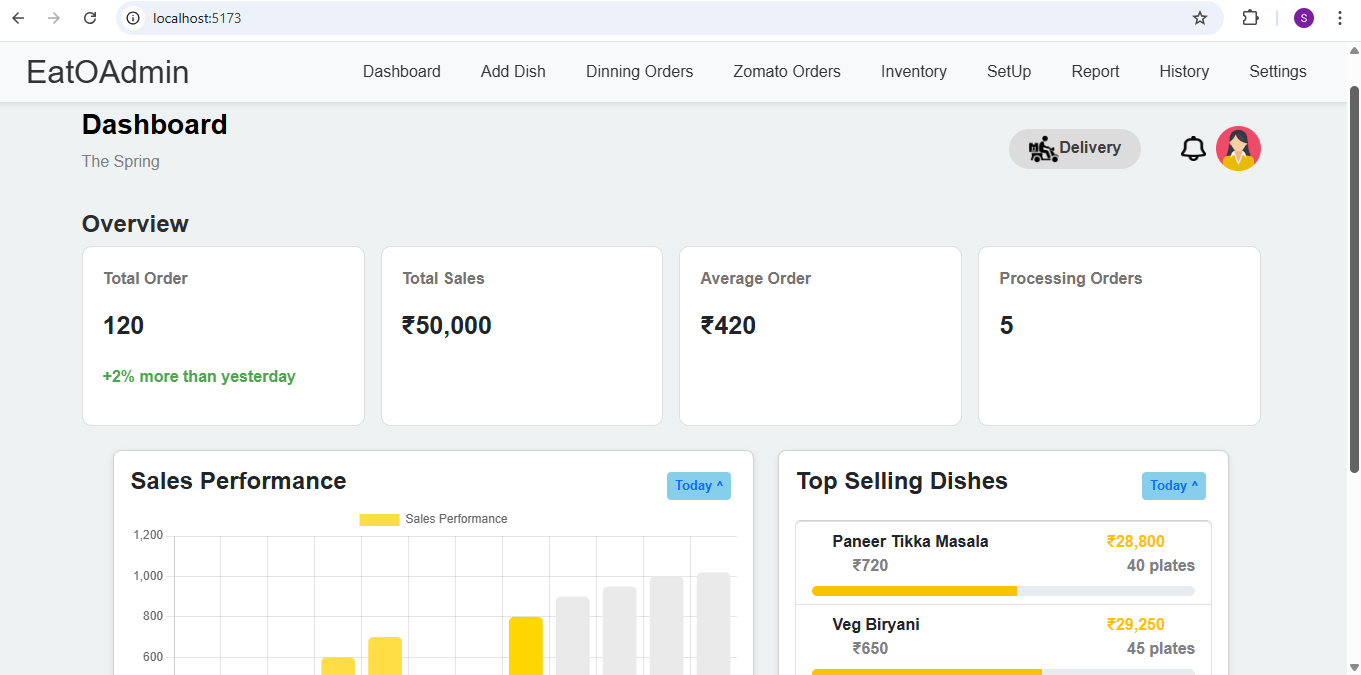 localhost:5173
S
EatOAdmin
Dashboard Add Dish Dinning Orders Zomato Orders Inventory SetUp Report History Settings
Dashboard
The Spring
Delivery
Overview
Total Order
120
+2% more than yesterday
Total Sales
₹50,000
Average Order
₹420
Processing Orders
5
Sales Performance
Today ^
Sales Performance
1,200
1,000
800
600
Top Selling Dishes
Today ^
Paneer Tikka Masala ₹28,800
₹720 40 plates
Veg Biryani ₹29,250
₹650 45 plates